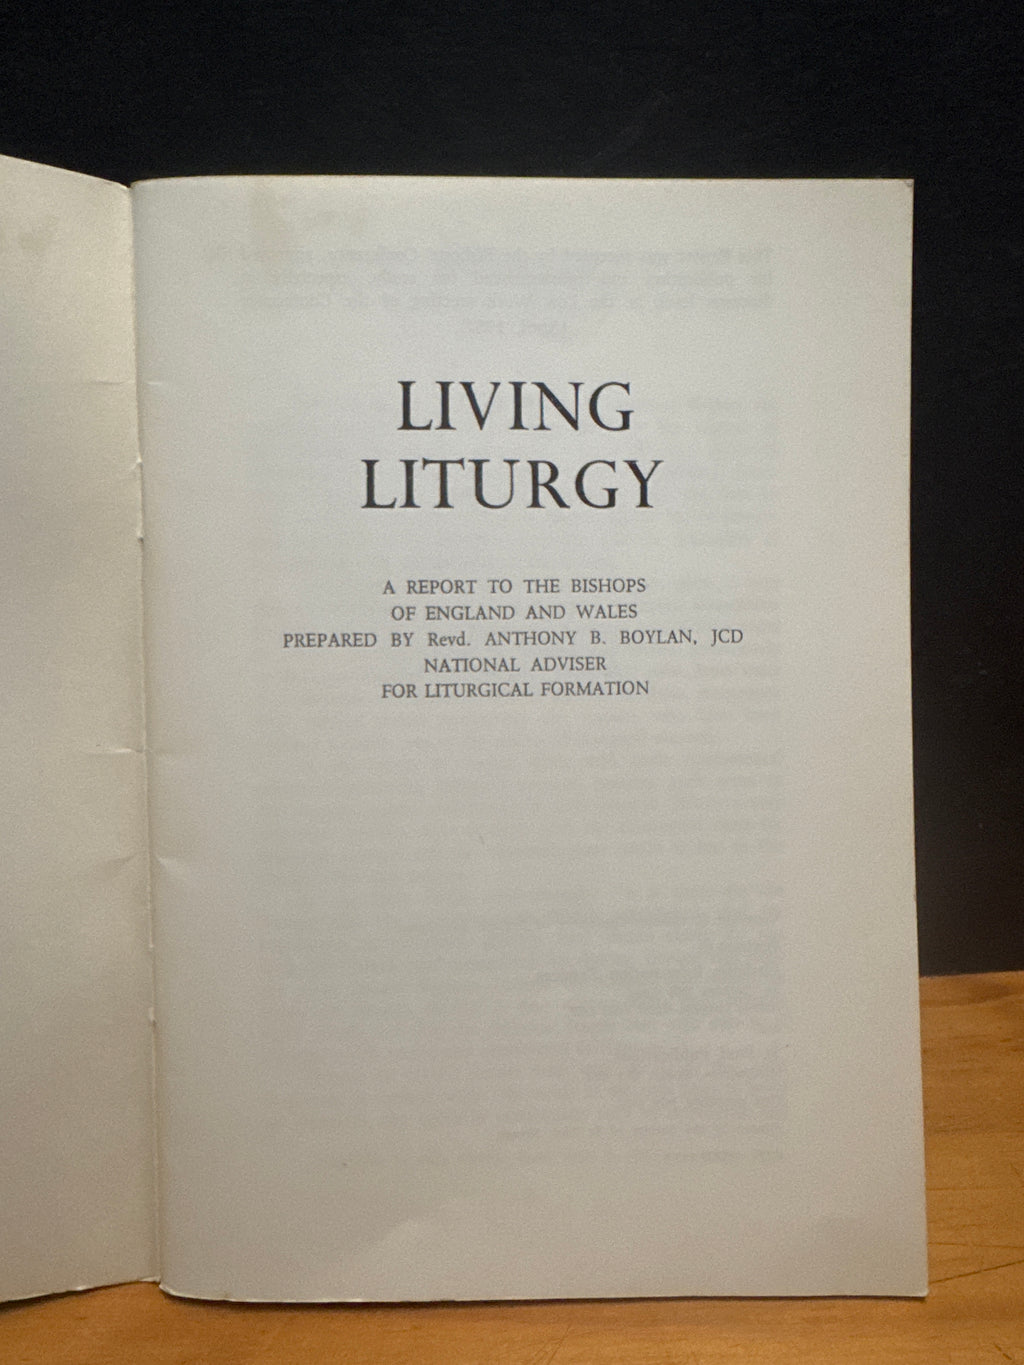 LIVING
LITURGY
A REPORT TO THE BISHOPS
OF ENGLAND AND WALES
PREPARED BY Revd. ANTHONY B. BOYLAN, JCD
NATIONAL ADVISER
FOR LITURGICAL FORMATION